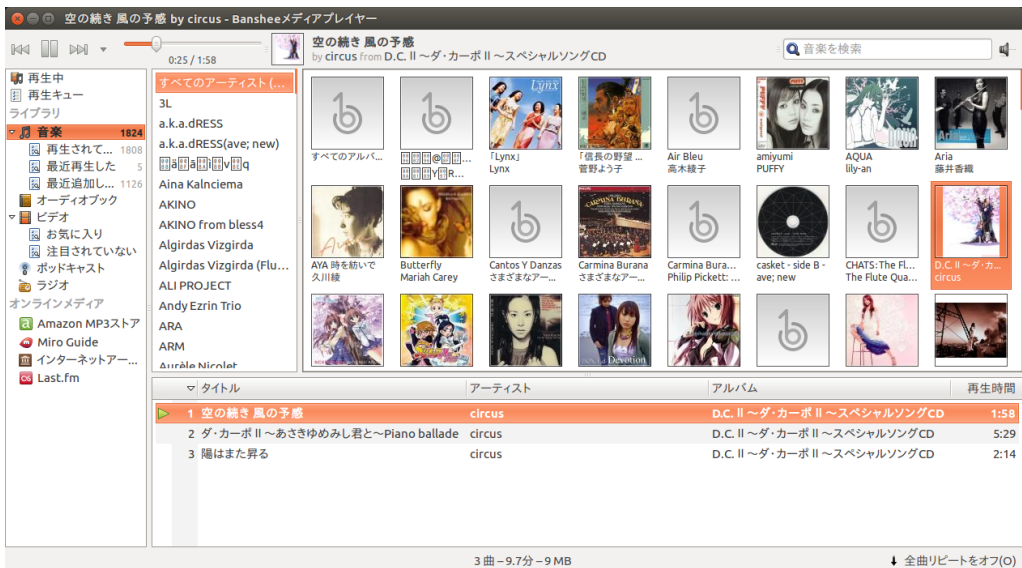 空の続き 風の予感 by circus - Bansheeメディアプレイヤー
0:25 / 1:58
空の続き 風の予感
by circus from D.C. II ～ダ・カーポ II ～スペシャルソングCD
音楽を検索
再生中
再生キュー
ライブラリ
音楽 1824
再生されて... 1808
最近再生した 5
最近追加し... 1126
オーディオブック
ビデオ
お気に入り
注目されていない
ポッドキャスト
ラジオ
オンラインメディア
Amazon MP3ストア
Miro Guide
インターネットアー...
Last.fm
すべてのアーティスト (...
3L
a.k.a.dRESS
a.k.a.dRESS(ave; new)
Aina Kalnciema
AKINO
AKINO from bless4
Algirdas Vizgirda
Algirdas Vizgirda (Flu...
ALI PROJECT
Andy Ezrin Trio
ARA
ARM
Aurèle Nicolet
すべてのアルバ...
「Lynx」
Lynx
「信長の野望 ...
菅野よう子
Air Bleu
高木綾子
amiyumi
PUFFY
AQUA
lily-an
Aria
藤井香織
AYA 時を紡いで
久川綾
Butterfly
Mariah Carey
Cantos Y Danzas
さまざまなアー...
Carmina Burana
さまざまなアー...
Carmina Bura...
Philip Pickett: ...
casket - side B -
ave; new
CHATS: The Fl...
The Flute Qua...
D.C. II ～ダ・カ...
circus
タイトル アーティスト アルバム 再生時間
1 空の続き 風の予感 circus D.C. II ～ダ・カーポ II ～スペシャルソングCD 1:58
2 ダ・カーポ II ～あさきゆめみし君と～Piano ballade circus D.C. II ～ダ・カーポ II ～スペシャルソングCD 5:29
3 陽はまた昇る circus D.C. II ～ダ・カーポ II ～スペシャルソングCD 2:14
3 曲 – 9.7分 – 9 MB
全曲リピートをオフ(O)